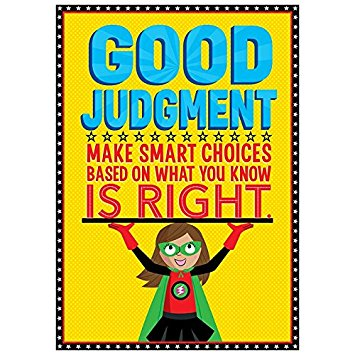 GOOD
JUDGMENT
MAKE SMART CHOICES
BASED ON WHAT YOU KNOW
IS RIGHT.